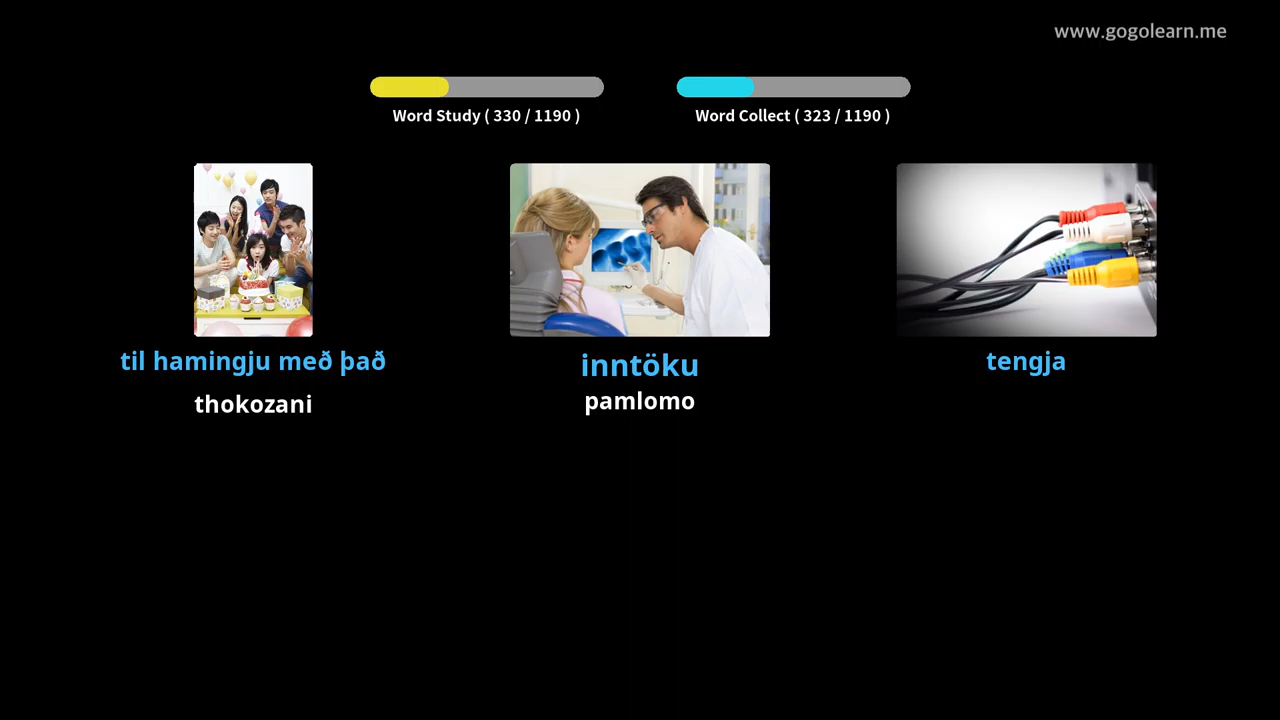 www.gogolearn.me
Word Study ( 330 / 1190 )
Word Collect ( 323 / 1190 )
til hamingju með það
thokozani
inntöku
pamlomo
tengja